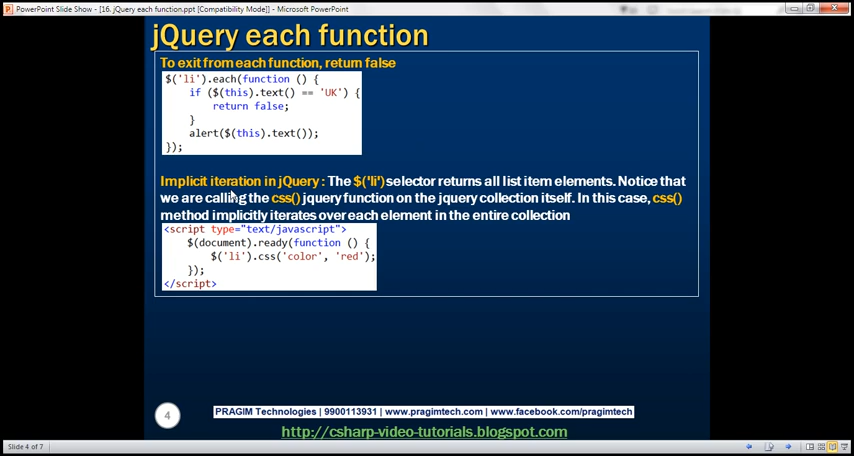 PowerPoint Slide Show - [16. jQuery each function.ppt [Compatibility Mode]] - Microsoft PowerPoint
jQuery each function
To exit from each function, return false
$('li').each(function () {
if ($(this).text() == 'UK') {
return false;
}
alert($(this).text());
});
Implicit iteration in jQuery : The $('li') selector returns all list item elements. Notice that
we are calling the css() jquery function on the jquery collection itself. In this case, css()
method implicitly iterates over each element in the entire collection
<script type="text/javascript">
$(document).ready(function () {
$('li').css('color', 'red');
});
</script>
4
PRAGIM Technologies | 9900113931 | www.pragimtech.com | www.facebook.com/pragimtech
http://csharp-video-tutorials.blogspot.com
Slide 4 of 7